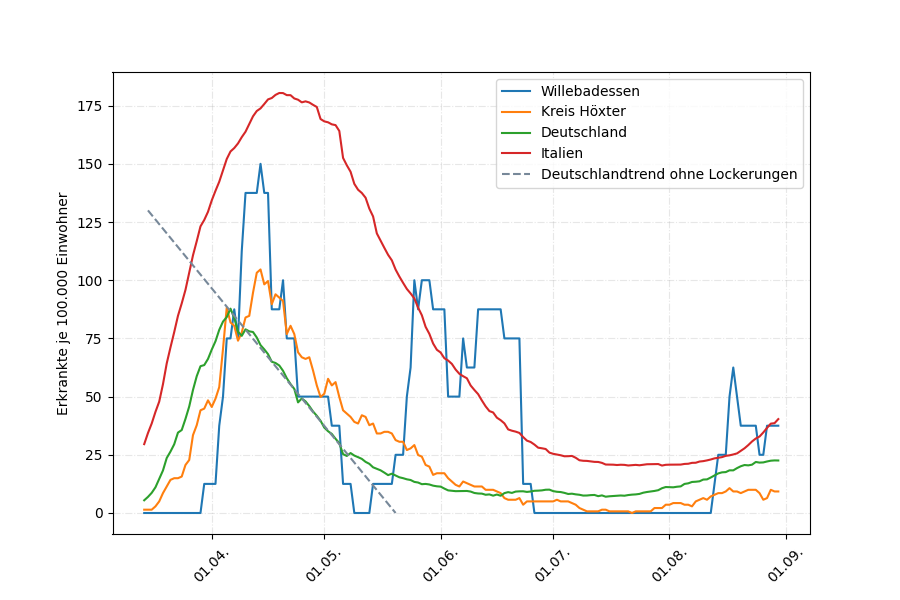 Willebadessen
Kreis Höxter
Deutschland
Italien
Deutschlandtrend ohne Lockerungen
Erkrankte je 100.000 Einwohner
175
150
125
100
75
50
25
0
01.04. 01.05. 01.06. 01.07. 01.08. 01.09.